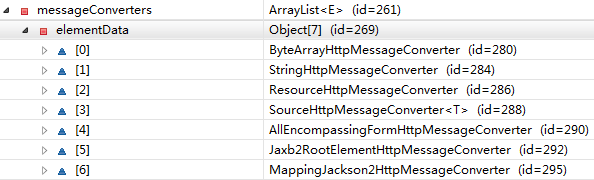 messageConverters ArrayList<E> (id=261)
elementData Object[7] (id=269)
[0] ByteArrayHttpMessageConverter (id=280)
[1] StringHttpMessageConverter (id=284)
[2] ResourceHttpMessageConverter (id=286)
[3] SourceHttpMessageConverter<T> (id=288)
[4] AllEncompassingFormHttpMessageConverter (id=290)
[5] Jaxb2RootElementHttpMessageConverter (id=292)
[6] MappingJackson2HttpMessageConverter (id=295)